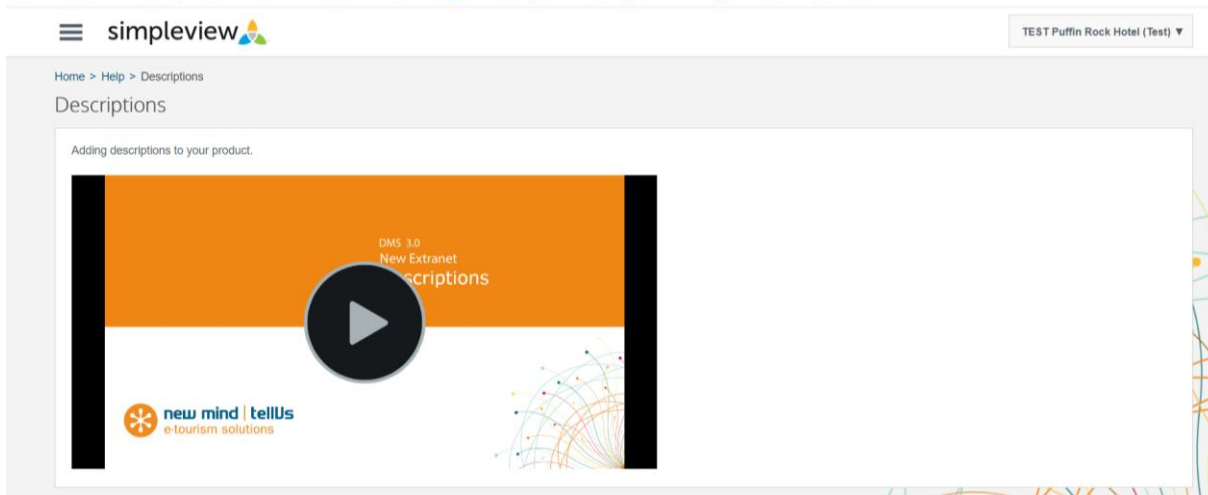 simpleview
TEST Puffin Rock Hotel (Test) ▼
Home > Help > Descriptions
Descriptions
Adding descriptions to your product.
DMS 3.0
New Extranet
scriptions
new mind | tellUs
e-tourism solutions